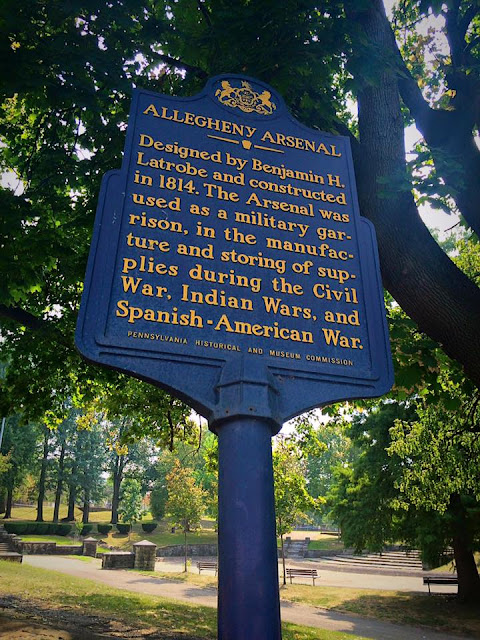 ALLEGHENY ARSENAL
Designed by Benjamin H.
Latrobe and constructed
in 1814. The Arsenal was
used as a military gar-
rison, in the manufac-
ture and storing of sup-
plies during the Civil
War, Indian Wars, and
Spanish-American War.
PENNSYLVANIA HISTORICAL AND MUSEUM COMMISSION